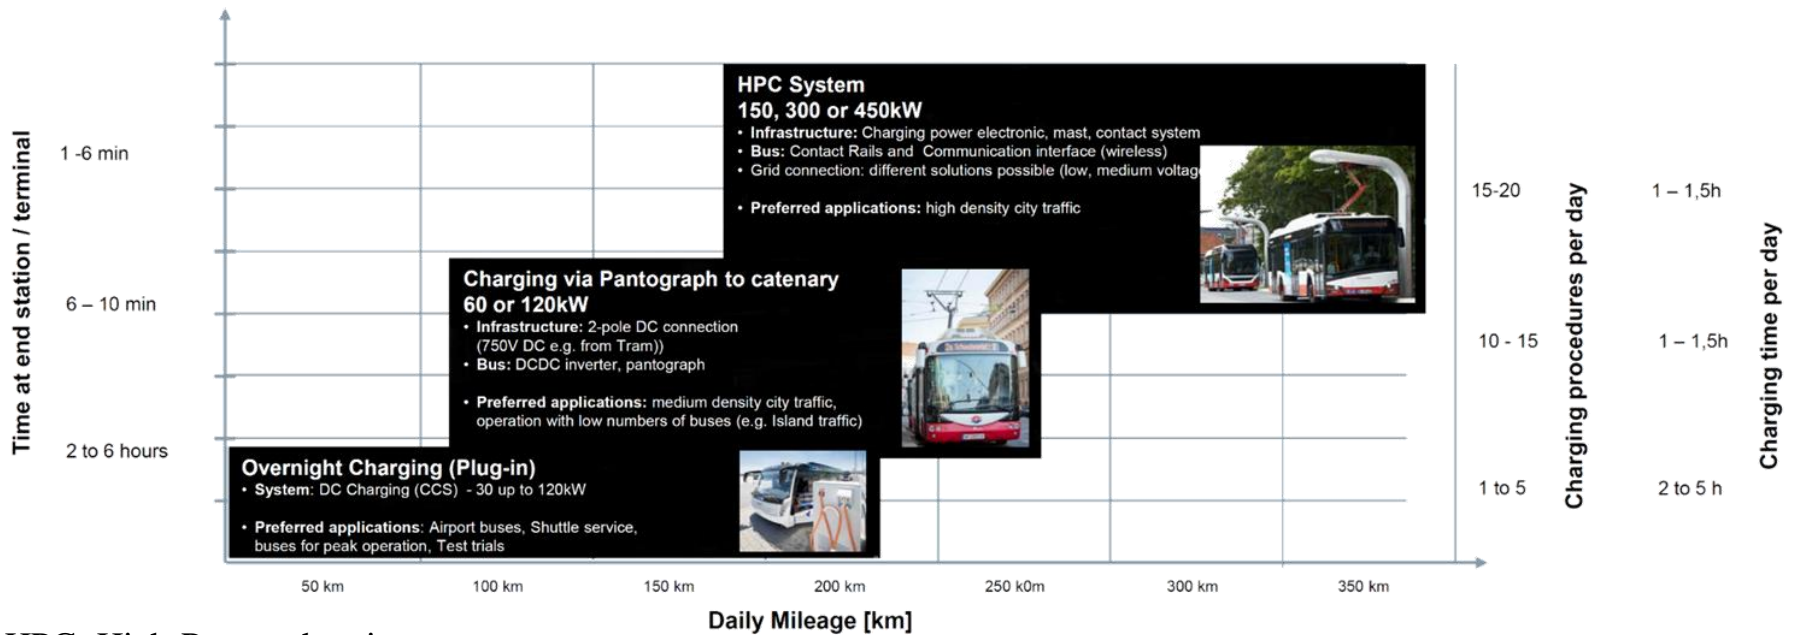 HPC System
150, 300 or 450kW
• Infrastructure: Charging power electronic, mast, contact system
• Bus: Contact Rails and Communication interface (wireless)
• Grid connection: different solutions possible (low, medium voltag
• Preferred applications: high density city traffic
Charging via Pantograph to catenary
60 or 120kW
• Infrastructure: 2-pole DC connection
(750V DC e.g. from Tram))
• Bus: DCDC inverter, pantograph
• Preferred applications: medium density city traffic,
operation with low numbers of buses (e.g. Island traffic)
Overnight Charging (Plug-in)
• System: DC Charging (CCS) - 30 up to 120kW
• Preferred applications: Airport buses, Shuttle service,
buses for peak operation, Test trials
Time at end station / terminal
1 -6 min
6 – 10 min
2 to 6 hours
15-20
10 - 15
1 to 5
Charging procedures per day
1 – 1,5h
1 – 1,5h
2 to 5 h
Charging time per day
50 km
100 km
150 km
200 km
250 k0m
300 km
350 km
Daily Mileage [km]